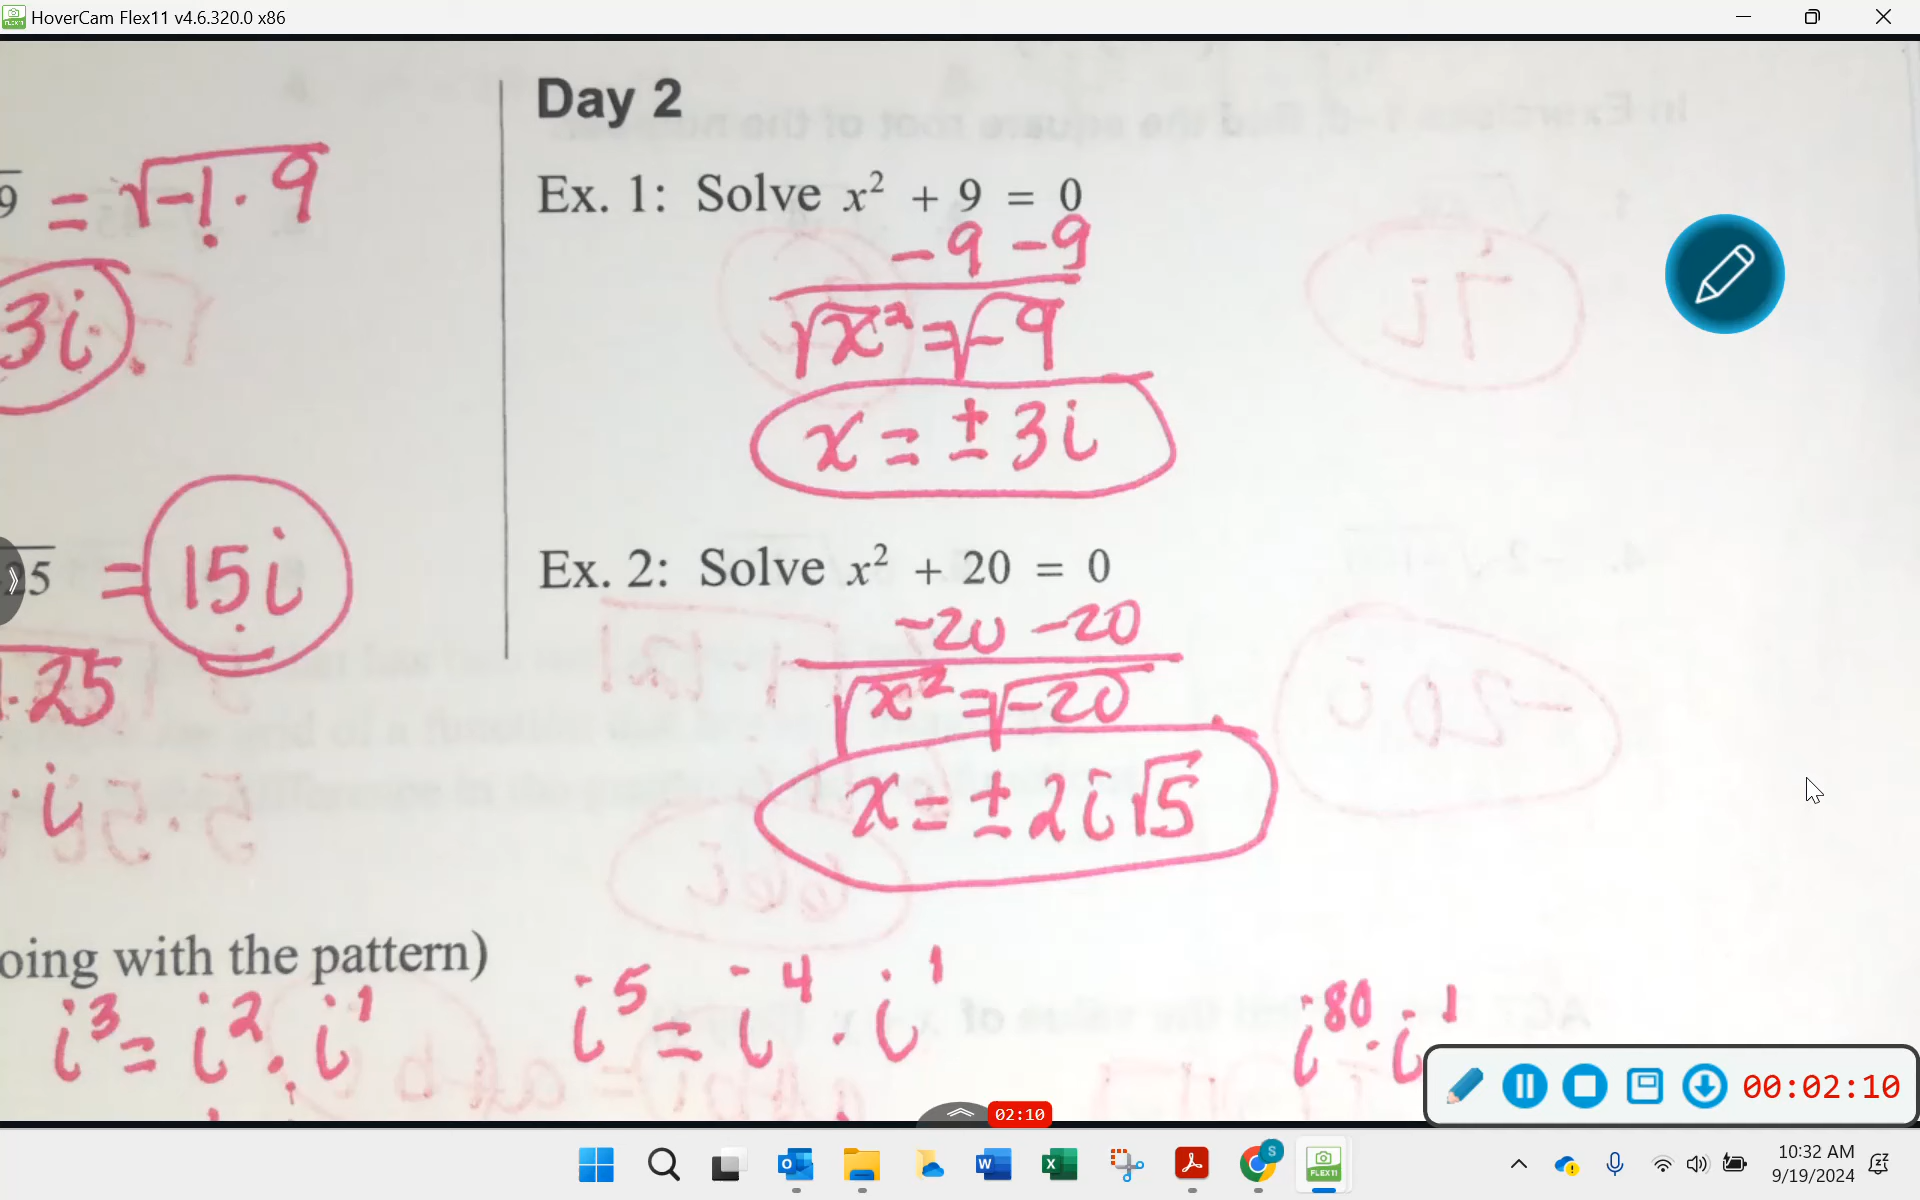 HoverCam Flex11 v4.6.320.0 x86
Day 2
9 = √-1 · 9
3i
Ex. 1: Solve x² + 9 = 0
-9 -9
√x² = √-9
x = ± 3i
25 = 15i
· 25
· i
Ex. 2: Solve x² + 20 = 0
-20 -20
√x² = √-20
x = ± 2i√5
oing with the pattern)
i³ = i² · i¹
i⁵ = i⁴ · i¹
i⁸⁰ · i¹
00:02:10
02:10
10:32 AM
9/19/2024